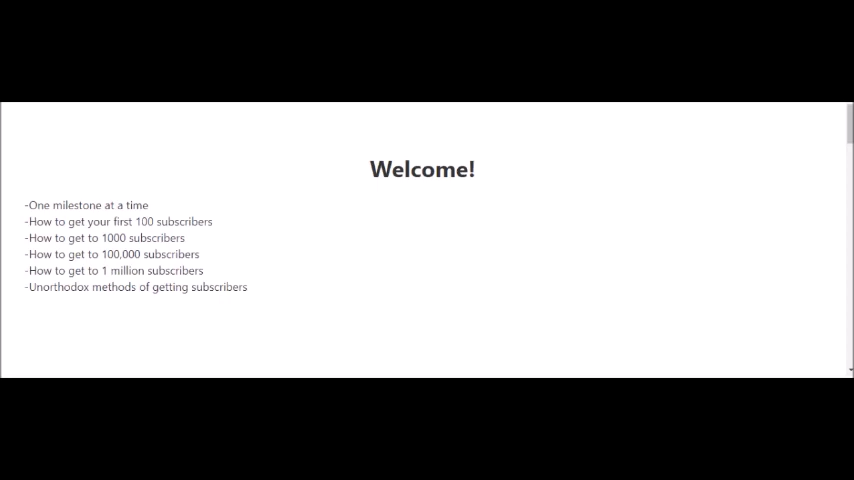 Welcome!
-One milestone at a time
-How to get your first 100 subscribers
-How to get to 1000 subscribers
-How to get to 100,000 subscribers
-How to get to 1 million subscribers
-Unorthodox methods of getting subscribers